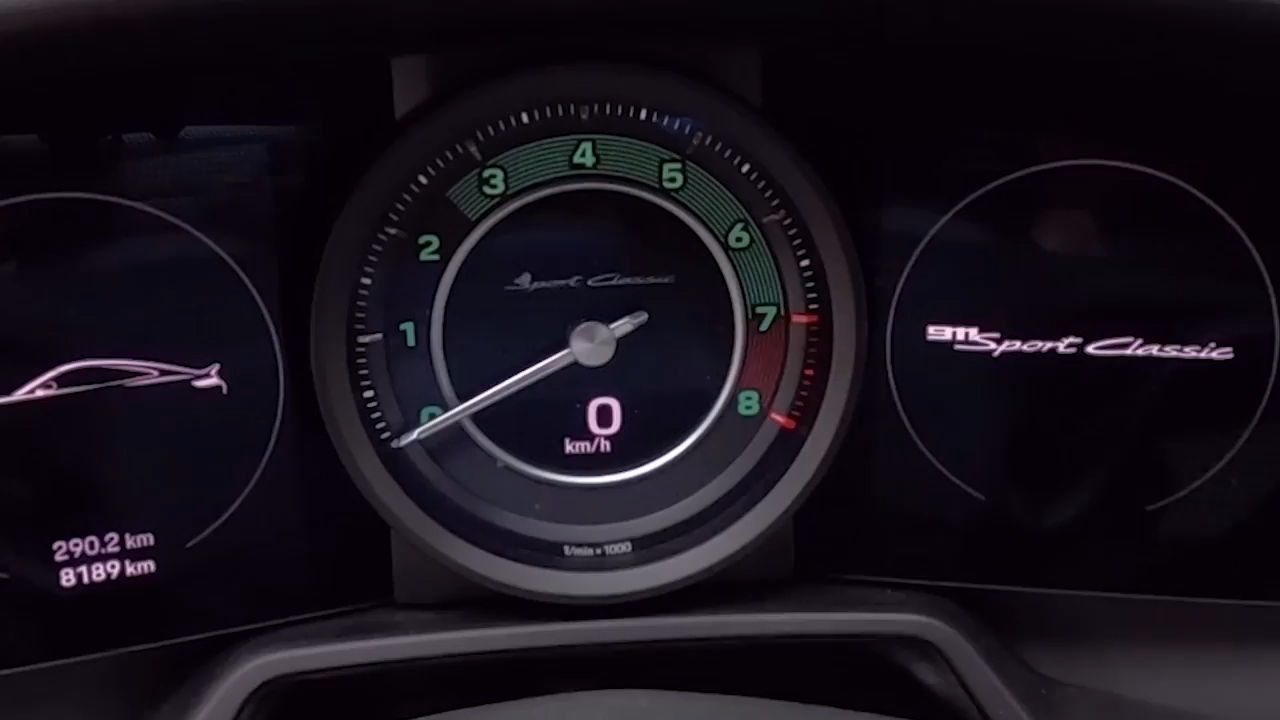 290.2 km
8189 km
0
1
2
3
4
5
6
7
8
Sport Classic
0
km/h
1/min × 1000
911 Sport Classic